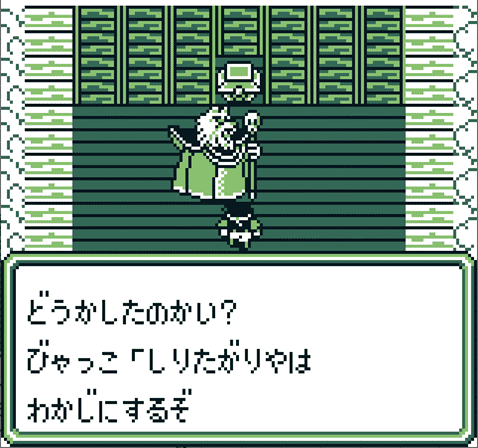 どうかしたのかい?
びゃっこ「しりたがりやは
わかじにするぞ